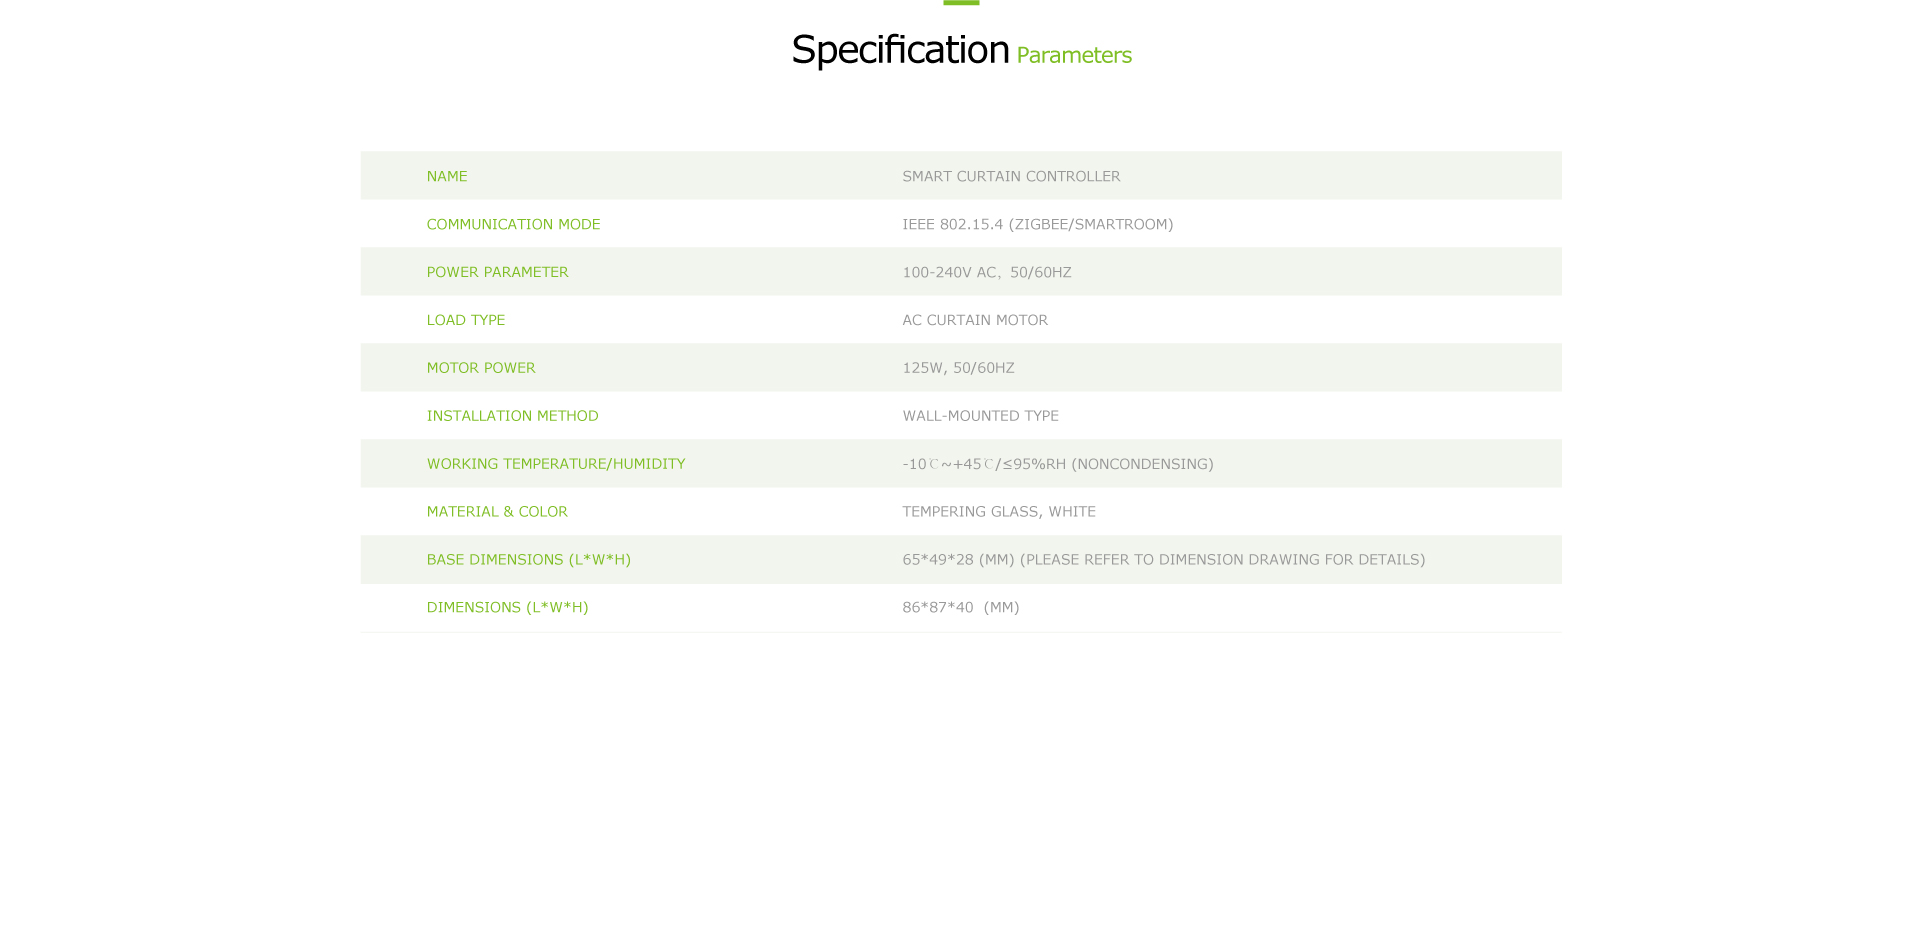 Specification Parameters
NAME SMART CURTAIN CONTROLLER
COMMUNICATION MODE IEEE 802.15.4 (ZIGBEE/SMARTROOM)
POWER PARAMETER 100-240V AC，50/60HZ
LOAD TYPE AC CURTAIN MOTOR
MOTOR POWER 125W, 50/60HZ
INSTALLATION METHOD WALL-MOUNTED TYPE
WORKING TEMPERATURE/HUMIDITY -10℃~+45℃/≤95%RH (NONCONDENSING)
MATERIAL & COLOR TEMPERING GLASS, WHITE
BASE DIMENSIONS (L*W*H) 65*49*28 (MM) (PLEASE REFER TO DIMENSION DRAWING FOR DETAILS)
DIMENSIONS (L*W*H) 86*87*40 (MM)